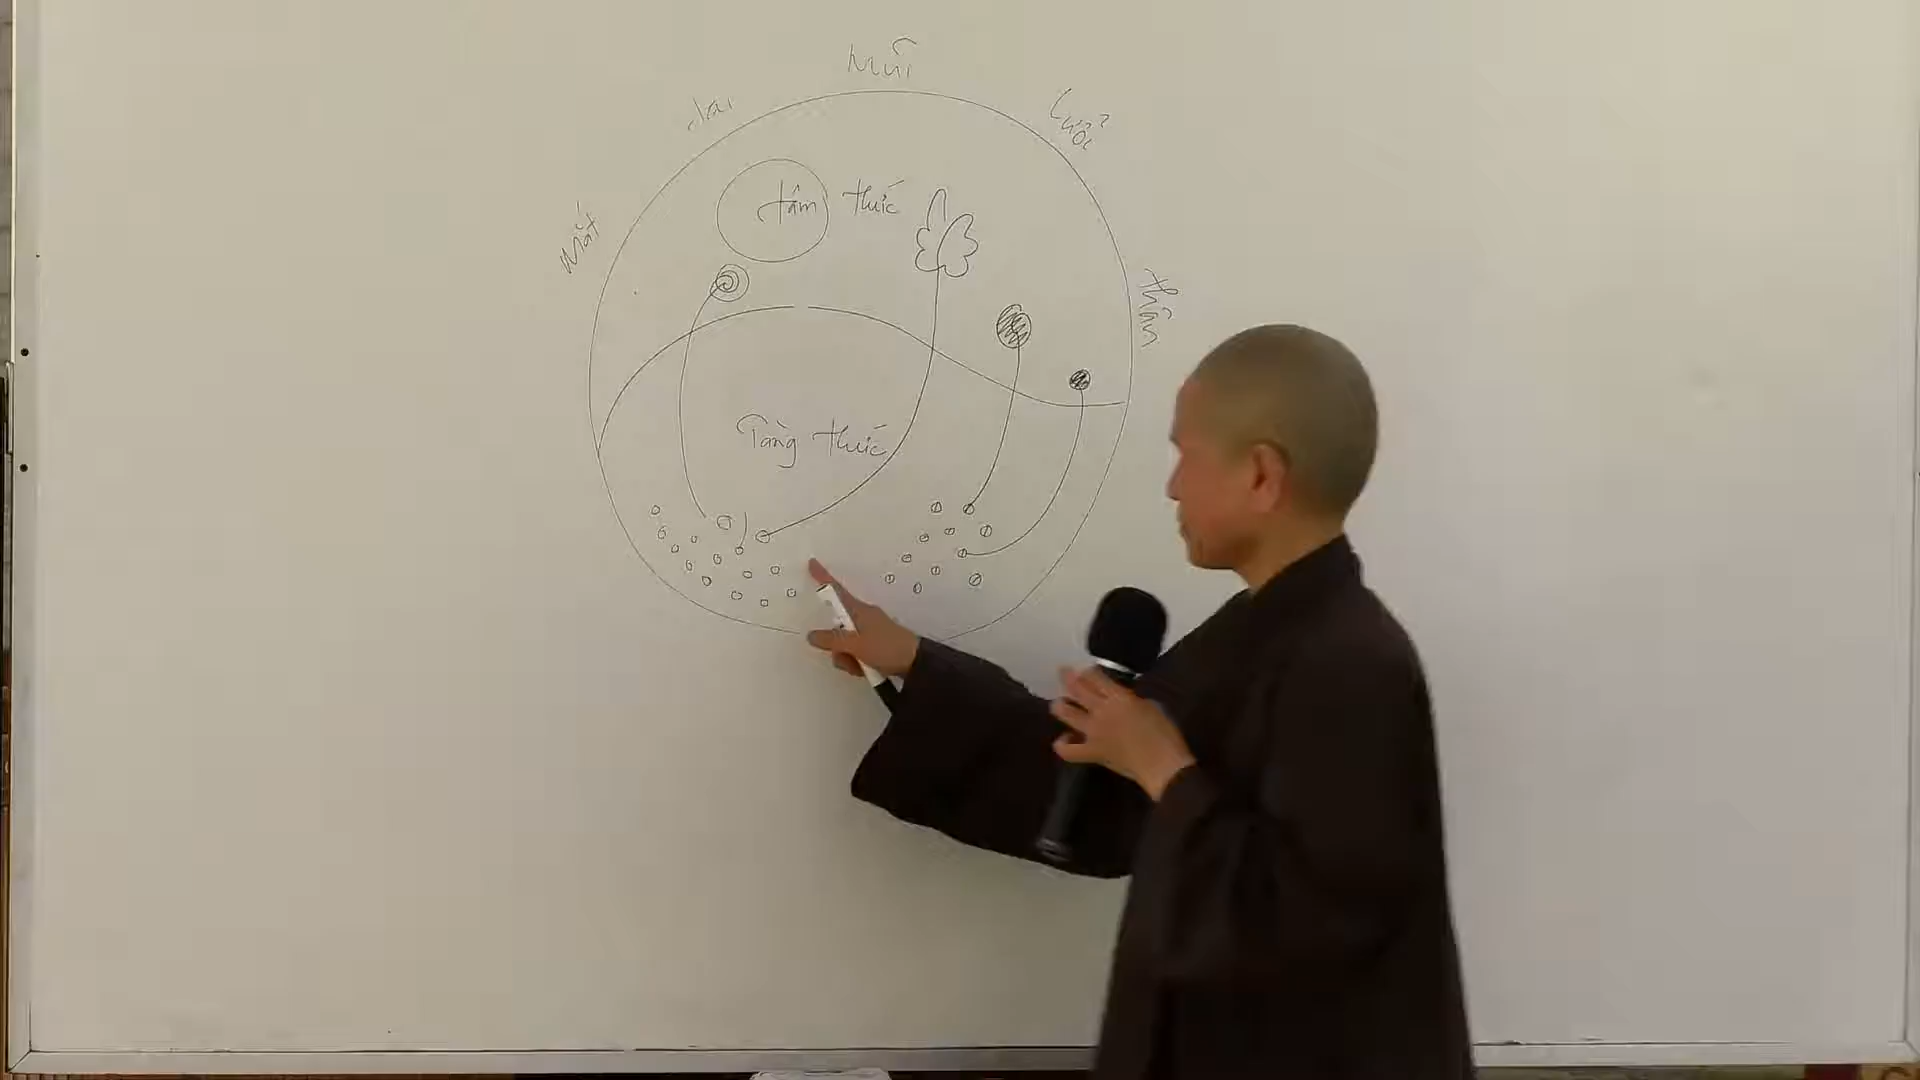 Mũi
Tai
Lưỡi
Mắt
tâm thức
thân
Tàng thức